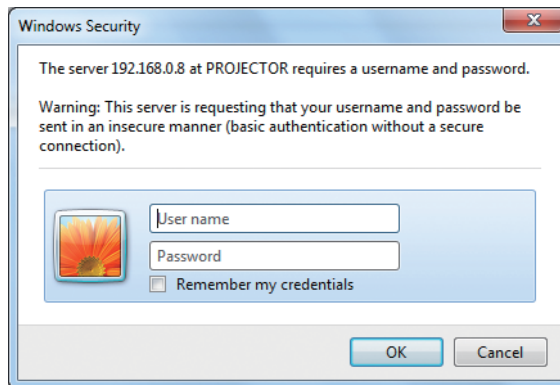 Windows Security
The server 192.168.0.8 at PROJECTOR requires a username and password.
Warning: This server is requesting that your username and password be
sent in an insecure manner (basic authentication without a secure
connection).
User name
Password
Remember my credentials
OK Cancel